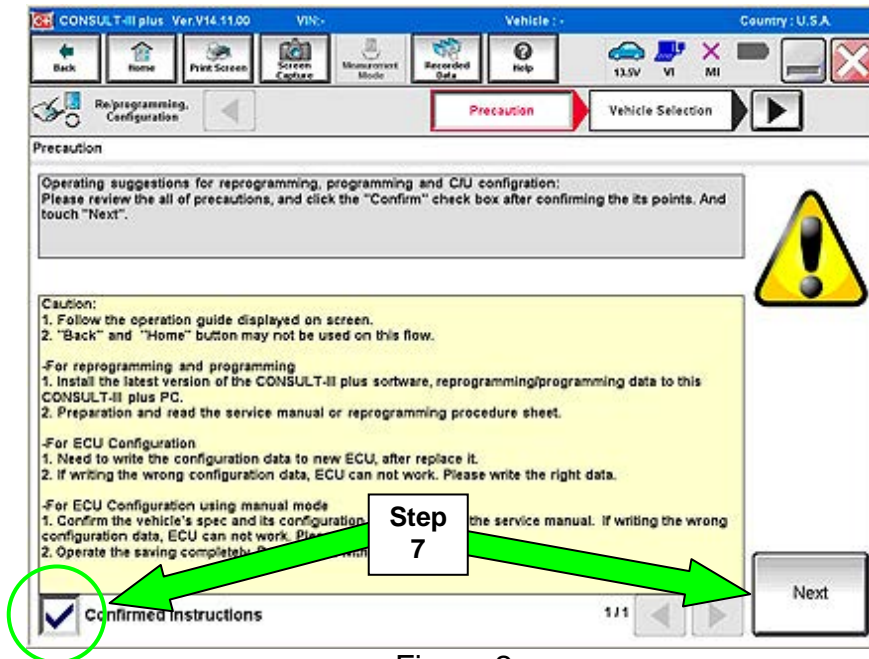 CONSULT-III plus Ver.V14.11.00 VIN:- Vehicle : - Country : U.S.A.
Back Home Print Screen Screen Capture Measurement Mode Recorded Data Help 13.5V VI MI
Re/programming, Configuration Precaution Vehicle Selection
Precaution
Operating suggestions for reprogramming, programming and C/U configration:
Please review the all of precautions, and click the "Confirm" check box after confirming the its points. And
touch "Next".
Caution:
1. Follow the operation guide displayed on screen.
2. "Back" and "Home" button may not be used on this flow.
-For reprogramming and programming
1. Install the latest version of the CONSULT-III plus sortware, reprogramming/programming data to this
CONSULT-III plus PC.
2. Preparation and read the service manual or reprogramming procedure sheet.
-For ECU Configuration
1. Need to write the configuration data to new ECU, after replace it.
2. If writing the wrong configuration data, ECU can not work. Please write the right data.
-For ECU Configuration using manual mode
1. Confirm the vehicle's spec and its configuration the service manual. If writing the wrong
configuration data, ECU can not work.
2. Operate the saving completely.
Step
7
Confirmed instructions 1/1 Next